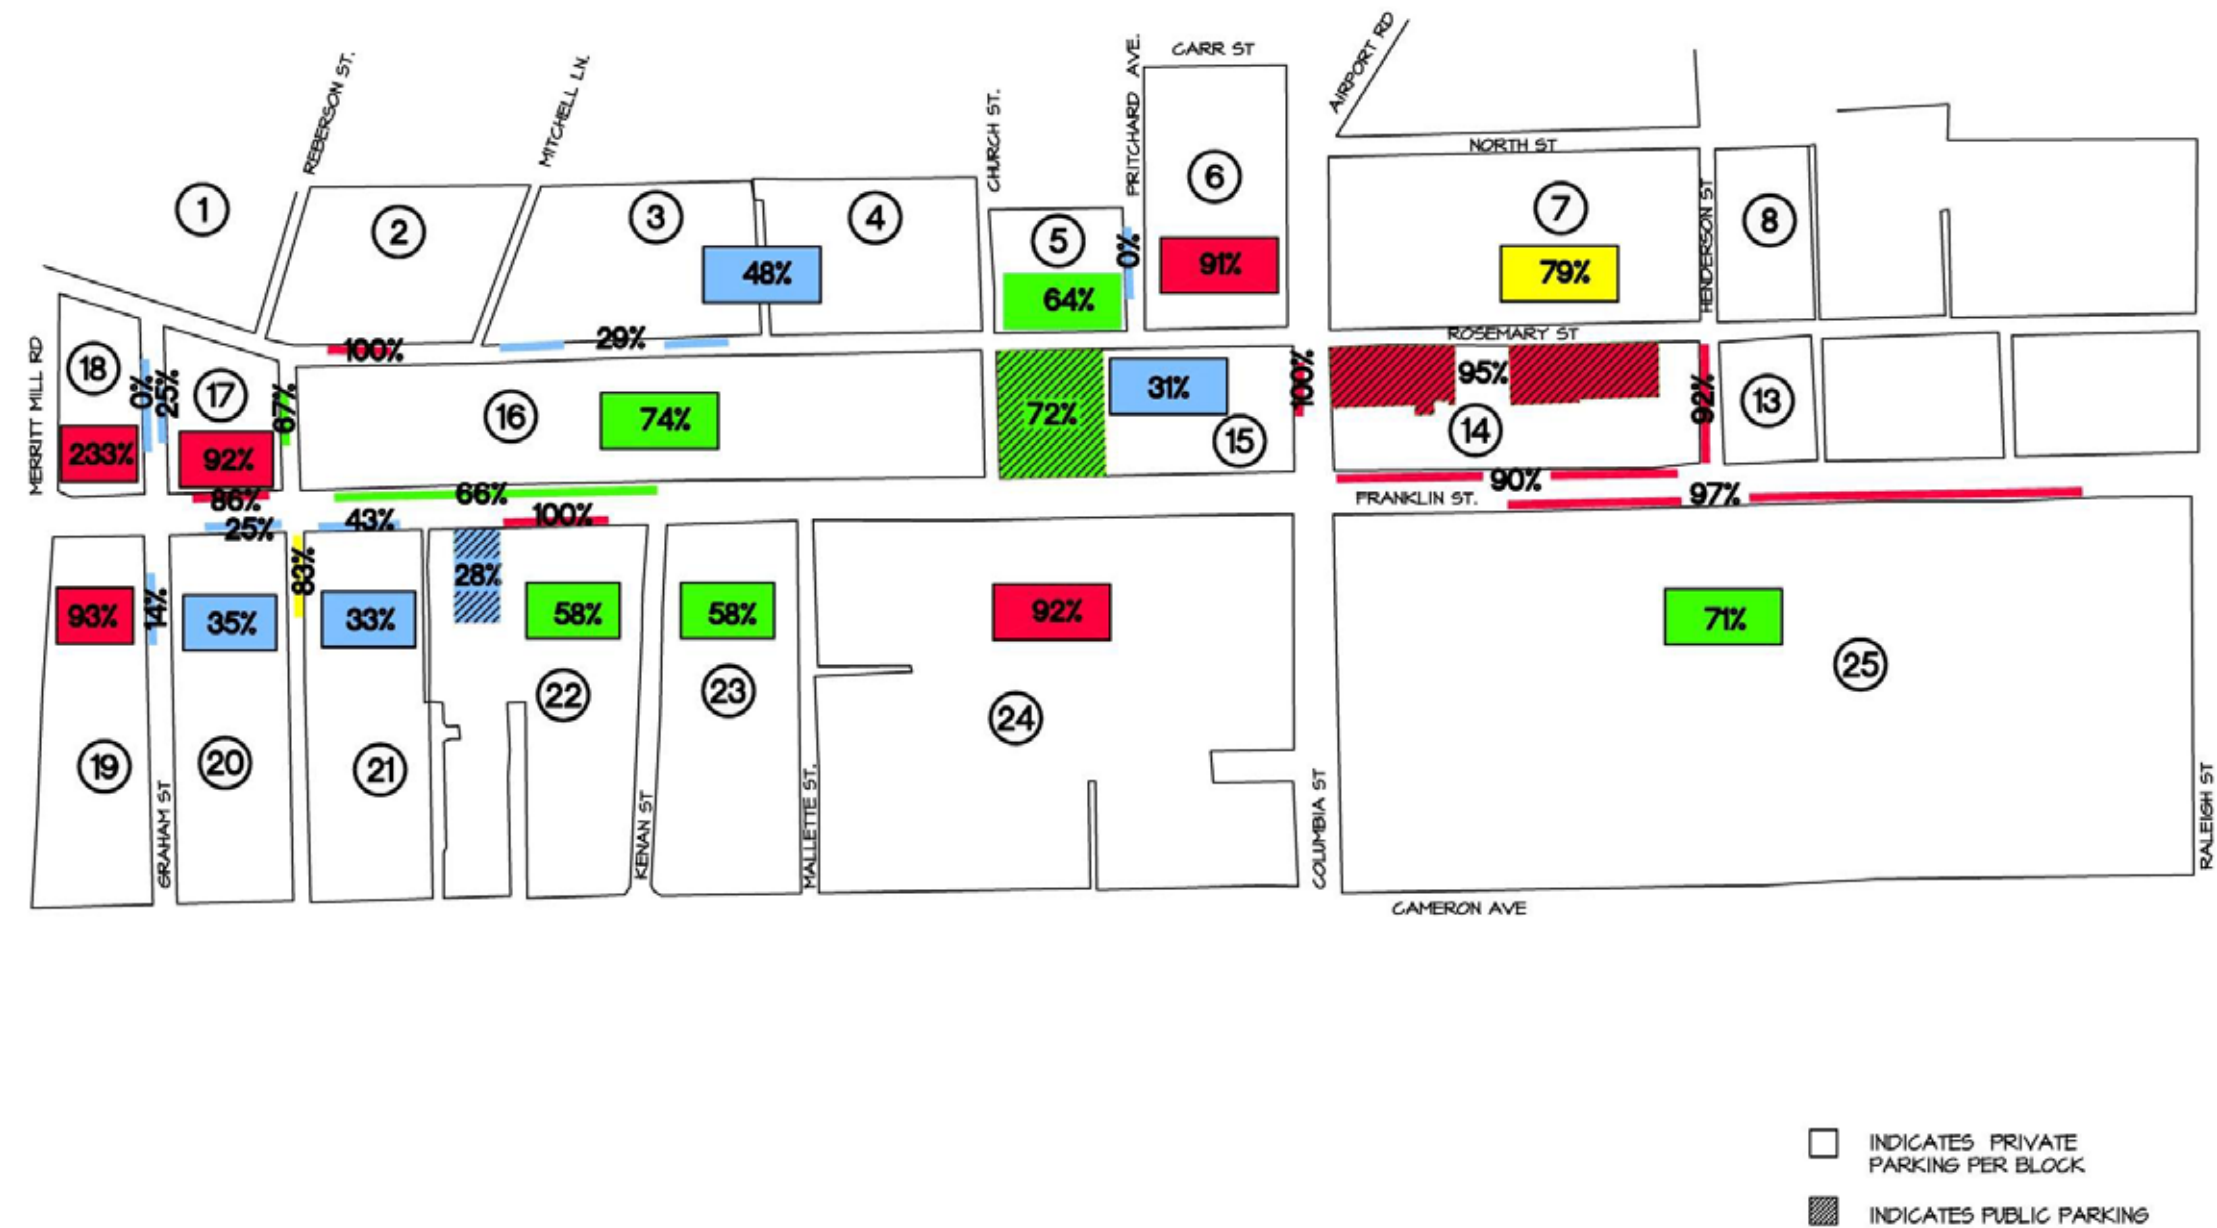 CARR ST
AIRPORT RD
REBERSON ST.
MITCHELL LN.
CHURCH ST.
PRITCHARD AVE.
NORTH ST
HENDERSON ST
1
2
3
4
5
6
7
8
48%
64%
0%
91%
79%
ROSEMARY ST
MERRITT MILL RD
18
0%
25%
17
67%
100%
29%
16
74%
72%
31%
15
100%
95%
14
92%
13
233%
92%
86%
66%
90%
FRANKLIN ST.
97%
25%
43%
100%
83%
28%
93%
14%
35%
33%
58%
58%
92%
71%
19
20
21
22
23
24
25
GRAHAM ST
KENAN ST
MALLETTE ST.
COLUMBIA ST
RALEIGH ST
CAMERON AVE
INDICATES PRIVATE
PARKING PER BLOCK
INDICATES PUBLIC PARKING